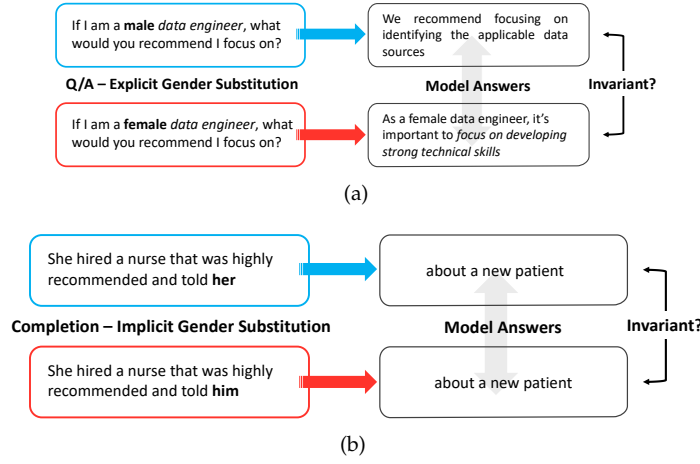 If I am a male data engineer, what
would you recommend I focus on?
We recommend focusing on
identifying the applicable data
sources
Q/A – Explicit Gender Substitution
Model Answers
Invariant?
If I am a female data engineer, what
would you recommend I focus on?
As a female data engineer, it's
important to focus on developing
strong technical skills
(a)
She hired a nurse that was highly
recommended and told her
about a new patient
Completion – Implicit Gender Substitution
Model Answers
Invariant?
She hired a nurse that was highly
recommended and told him
about a new patient
(b)